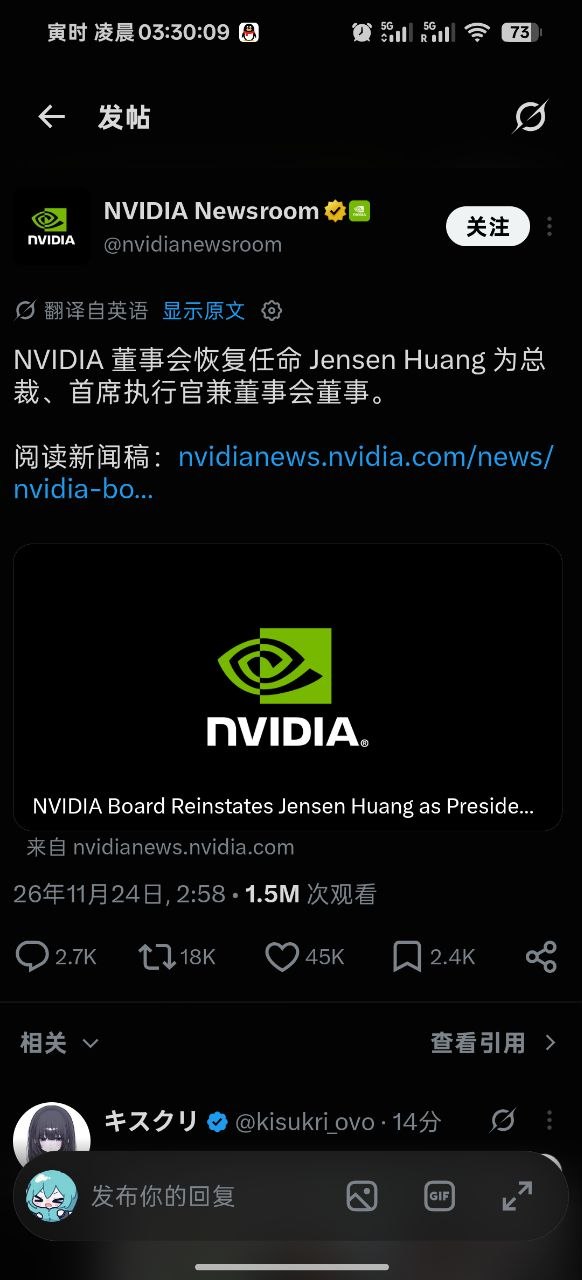 寅时 凌晨03:30:09
5G
5G
R
73
发帖
NVIDIA Newsroom
NVIDIA
@nvidianewsroom
关注
翻译自英语 显示原文
NVIDIA 董事会恢复任命 Jensen Huang 为总
裁、首席执行官兼董事会董事。
阅读新闻稿：nvidianews.nvidia.com/news/
nvidia-bo...
NVIDIA®
NVIDIA Board Reinstates Jensen Huang as Preside...
来自 nvidianews.nvidia.com
26年11月24日, 2:58 · 1.5M 次观看
2.7K 18K 45K 2.4K
相关 查看引用
キスクリ @kisukri_ovo · 14分
发布你的回复
GIF